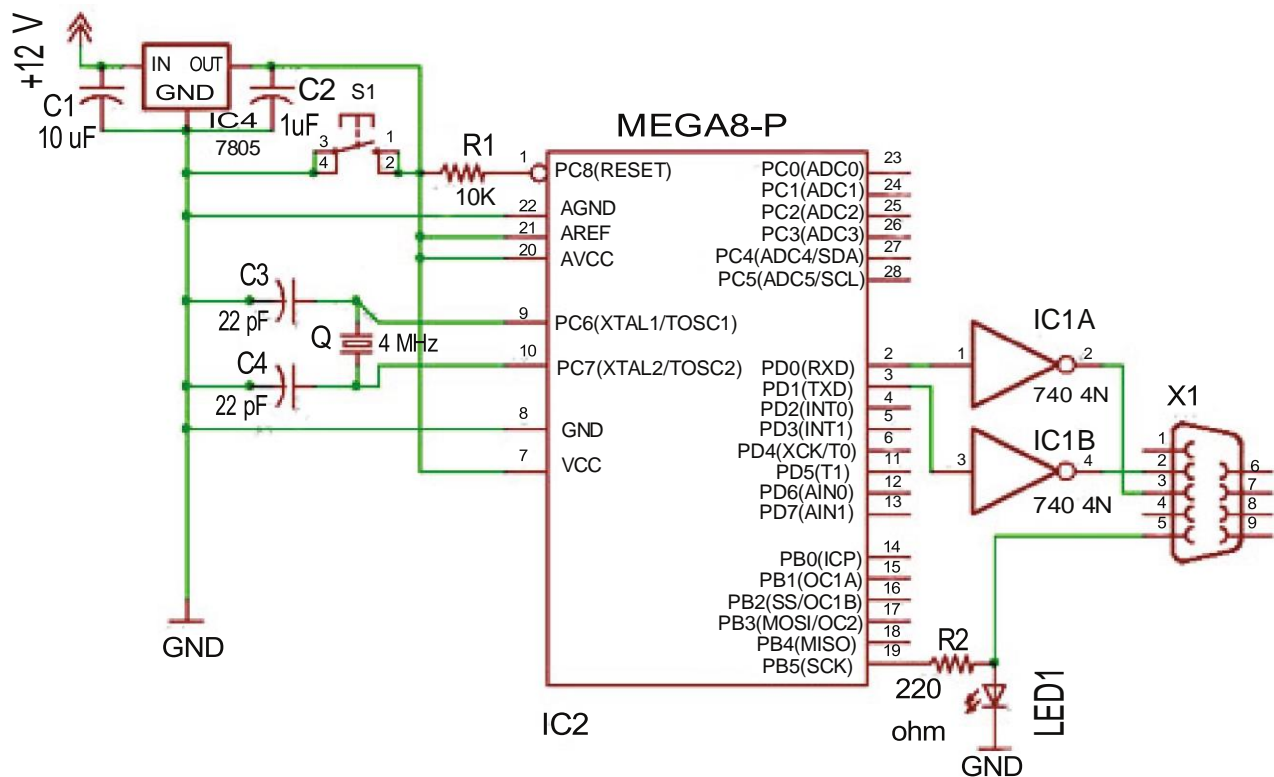 +12 V
IN OUT
GND
C1
10 uF
IC4
7805
C2
1uF
S1
3
4
1
2
R1
10K
MEGA8-P
1
PC8(RESET)
22
AGND
21
AREF
20
AVCC
9
PC6(XTAL1/TOSC1)
10
PC7(XTAL2/TOSC2)
8
GND
7
VCC
C3
22 pF
Q
4 MHz
C4
22 pF
GND
PC0(ADC0)
23
PC1(ADC1)
24
PC2(ADC2)
25
PC3(ADC3)
26
PC4(ADC4/SDA)
27
PC5(ADC5/SCL)
28
PD0(RXD)
2
PD1(TXD)
3
PD2(INT0)
4
PD3(INT1)
5
PD4(XCK/T0)
6
PD5(T1)
11
PD6(AIN0)
12
PD7(AIN1)
13
PB0(ICP)
14
PB1(OC1A)
15
PB2(SS/OC1B)
16
PB3(MOSI/OC2)
17
PB4(MISO)
18
PB5(SCK)
19
IC2
IC1A
1
2
740 4N
IC1B
3
4
740 4N
X1
1
2
3
4
5
6
7
8
9
R2
220
ohm
LED1
GND